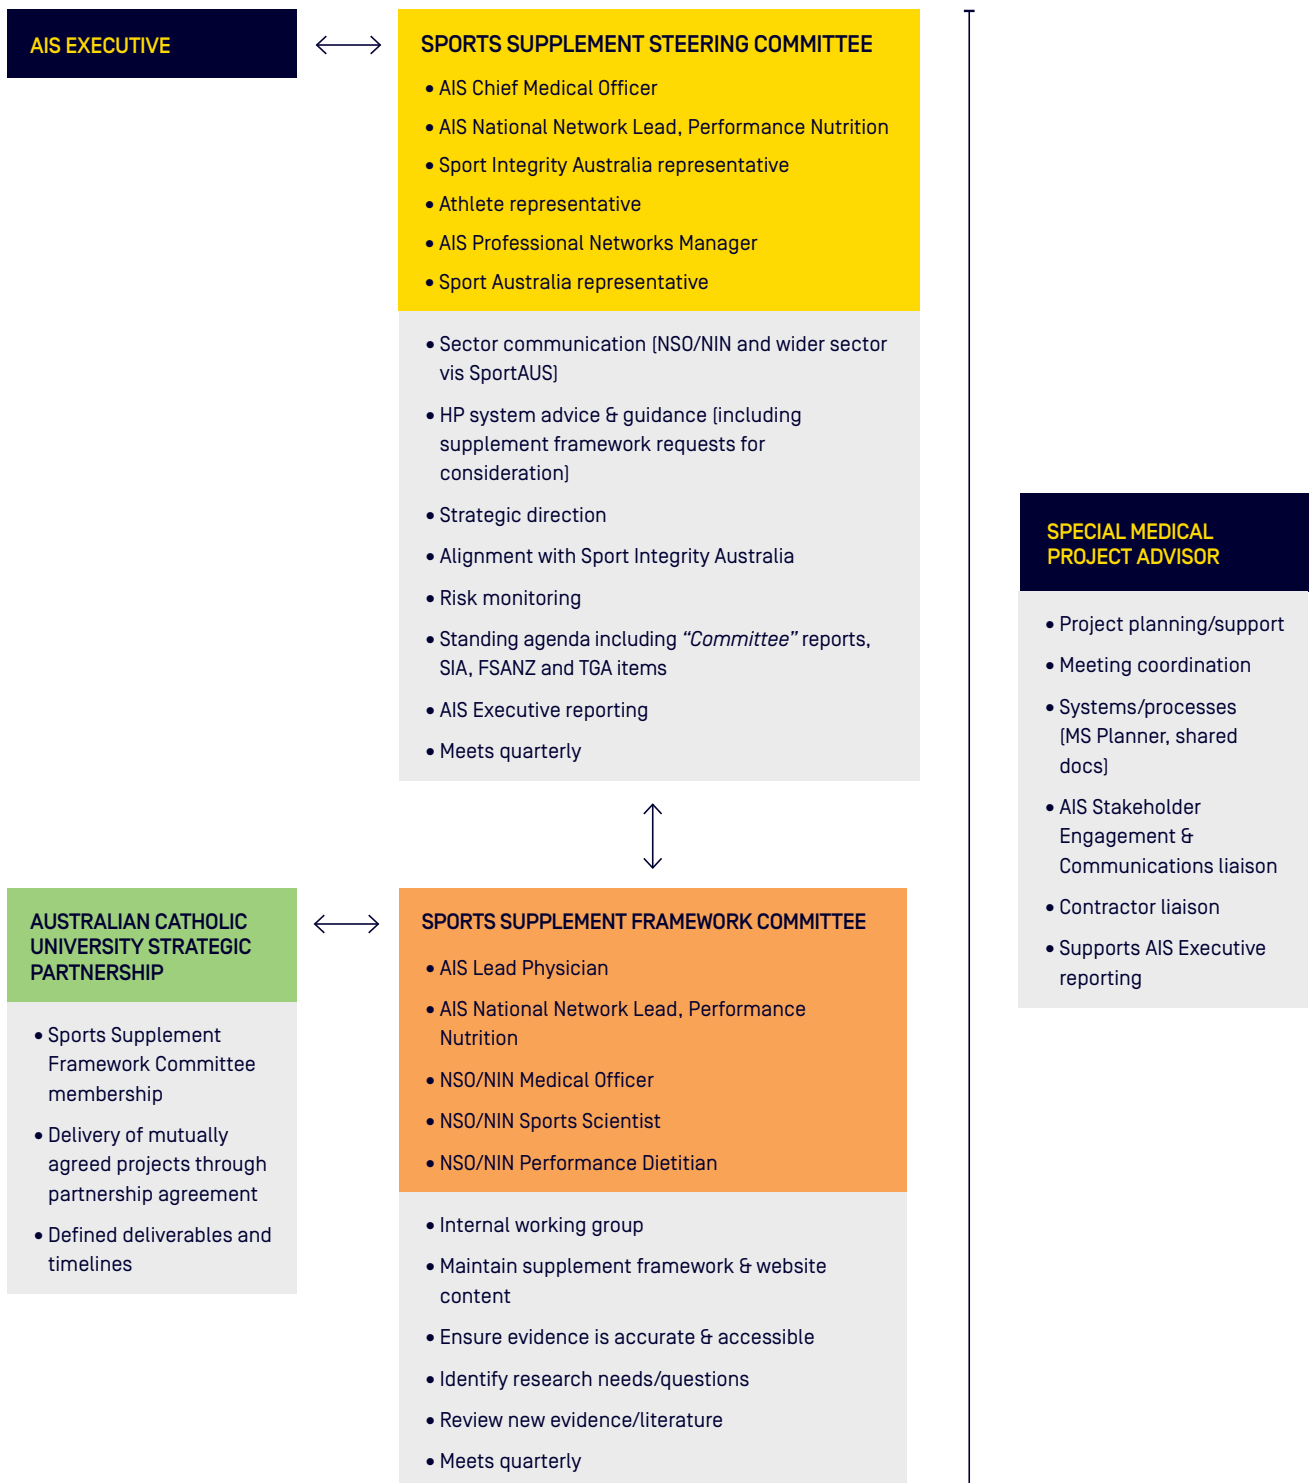 AIS EXECUTIVE
SPORTS SUPPLEMENT STEERING COMMITTEE
• AIS Chief Medical Officer
• AIS National Network Lead, Performance Nutrition
• Sport Integrity Australia representative
• Athlete representative
• AIS Professional Networks Manager
• Sport Australia representative
• Sector communication (NSO/NIN and wider sector
vis SportAUS)
• HP system advice & guidance (including
supplement framework requests for
consideration)
• Strategic direction
• Alignment with Sport Integrity Australia
• Risk monitoring
• Standing agenda including “Committee” reports,
SIA, FSANZ and TGA items
• AIS Executive reporting
• Meets quarterly
SPECIAL MEDICAL
PROJECT ADVISOR
• Project planning/support
• Meeting coordination
• Systems/processes
(MS Planner, shared
docs)
• AIS Stakeholder
Engagement &
Communications liaison
• Contractor liaison
• Supports AIS Executive
reporting
AUSTRALIAN CATHOLIC
UNIVERSITY STRATEGIC
PARTNERSHIP
• Sports Supplement
Framework Committee
membership
• Delivery of mutually
agreed projects through
partnership agreement
• Defined deliverables and
timelines
SPORTS SUPPLEMENT FRAMEWORK COMMITTEE
• AIS Lead Physician
• AIS National Network Lead, Performance
Nutrition
• NSO/NIN Medical Officer
• NSO/NIN Sports Scientist
• NSO/NIN Performance Dietitian
• Internal working group
• Maintain supplement framework & website
content
• Ensure evidence is accurate & accessible
• Identify research needs/questions
• Review new evidence/literature
• Meets quarterly